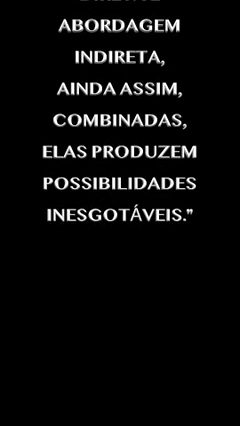 ABORDAGEM
INDIRETA,
AINDA ASSIM,
COMBINADAS,
ELAS PRODUZEM
POSSIBILIDADES
INESGOTÁVEIS."